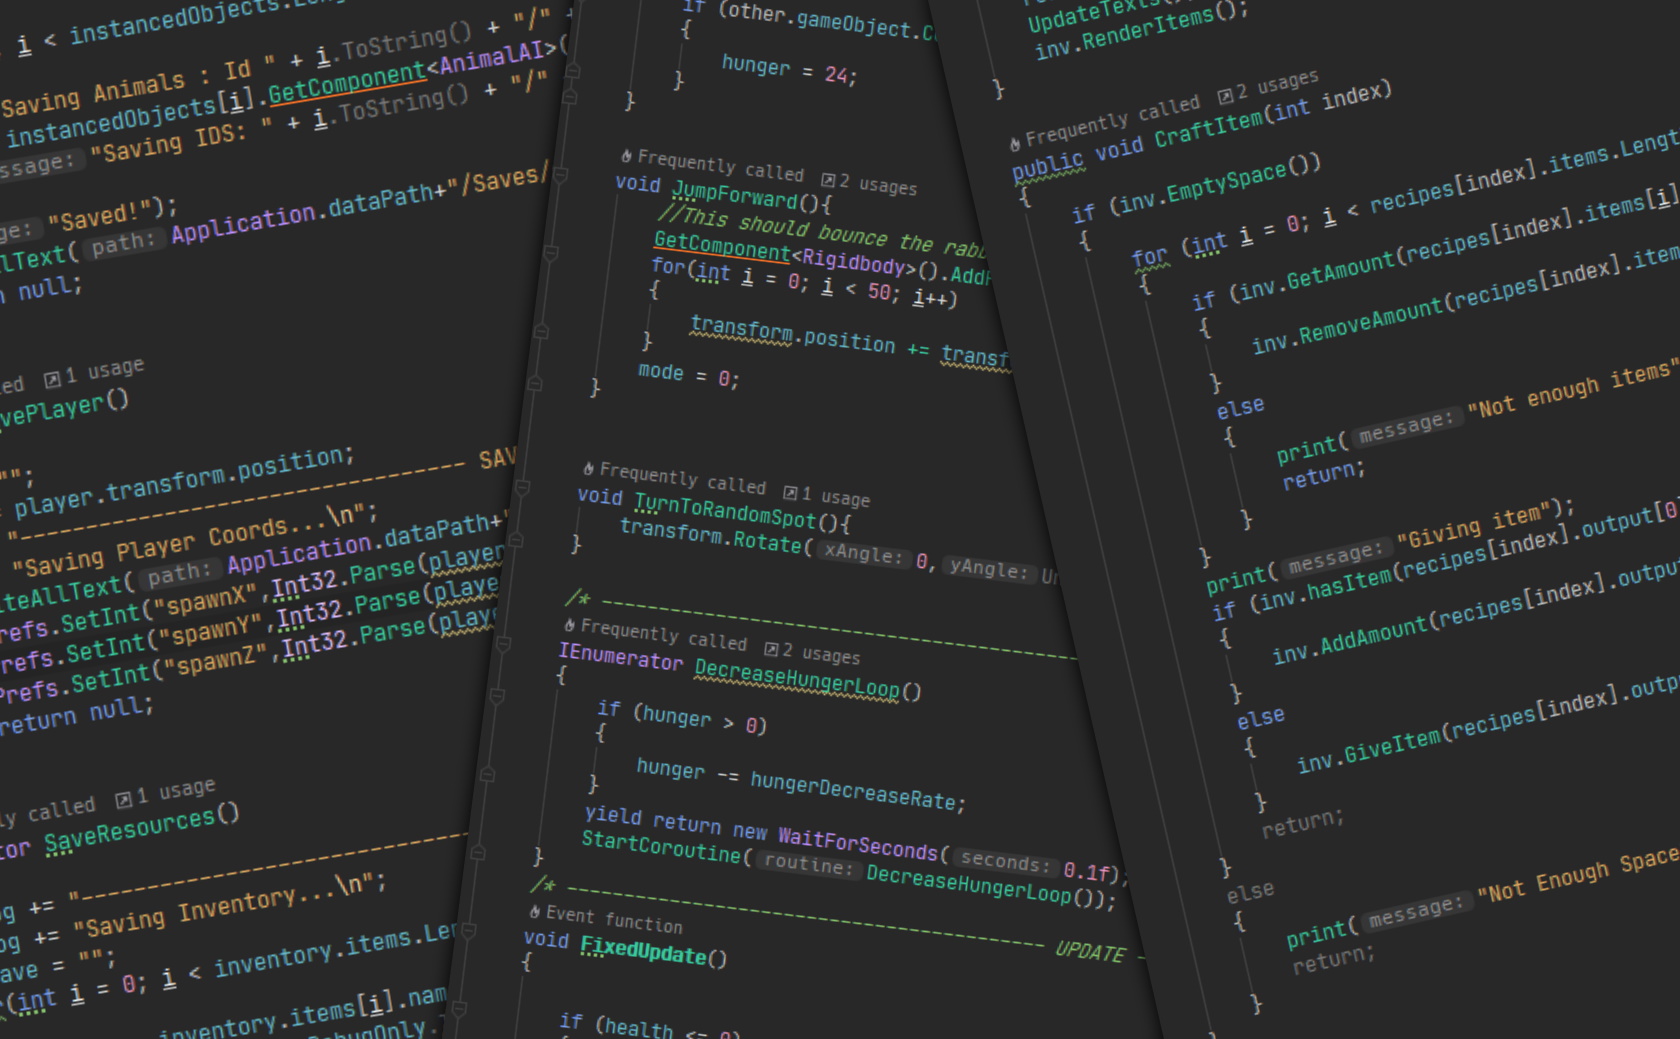 i < instancedObjects.
Saving Animals : Id " + i.ToString() + "/"
instancedObjects[i].GetComponent<AnimalAI>(
message: "Saving IDS: " + i.ToString() + "/"
"Saved!");
Text( path: Application.dataPath+"/Saves/
null;
1 usage
vePlayer()
"";
player.transform.position;
"------------------------------ SAV
"Saving Player Coords...\n";
iteAllText( path: Application.dataPath+"
refs.SetInt("spawnX",Int32.Parse(player
refs.SetInt("spawnY",Int32.Parse(playe
Prefs.SetInt("spawnZ",Int32.Parse(playe
return null;
ly called 1 usage
tor SaveResources()
og += "------------------------------
og += "Saving Inventory...\n";
ave = "";
(int i = 0; i < inventory.items.Len
inventory.items[i].nam
if (other.gameObject.C
{
hunger = 24;
}
}
Frequently called 2 usages
void JumpForward(){
//This should bounce the rabb
GetComponent<Rigidbody>().AddF
for(int i = 0; i < 50; i++)
{
transform.position += transf
}
mode = 0;
}
Frequently called 1 usage
void TurnToRandomSpot(){
transform.Rotate( xAngle: 0, yAngle: Un
}
/* ------------------------------
Frequently called 2 usages
IEnumerator DecreaseHungerLoop()
{
if (hunger > 0)
{
hunger -= hungerDecreaseRate;
}
yield return new WaitForSeconds( seconds: 0.1f);
StartCoroutine( routine: DecreaseHungerLoop());
}
/* ------------------------------ UPDATE -
Event function
void FixedUpdate()
{
if (health <= 0)
{
UpdateTexts();
inv.RenderItems();
}
Frequently called 2 usages
public void CraftItem(int index)
{
if (inv.EmptySpace())
{
for (int i = 0; i < recipes[index].items.Lengt
{
if (inv.GetAmount(recipes[index].items[i]
{
inv.RemoveAmount(recipes[index].item
}
else
{
print( message: "Not enough items"
return;
}
}
print( message: "Giving item");
if (inv.hasItem(recipes[index].output[0
{
inv.AddAmount(recipes[index].outpu
}
else
{
inv.GiveItem(recipes[index].outp
}
return;
}
else
{
print( message: "Not Enough Space
return;
}